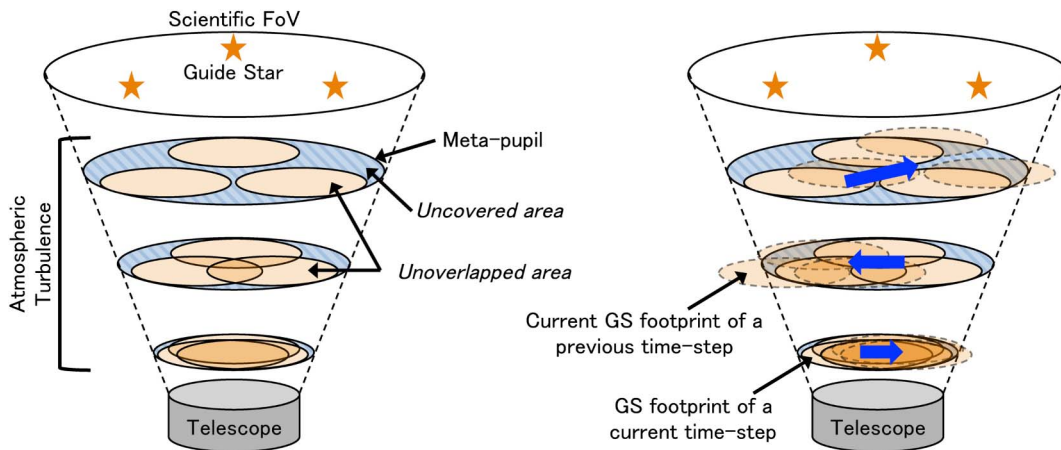 Scientific FoV
Guide Star
Meta-pupil
Uncovered area
Unoverlapped area
Atmospheric
Turbulence
Telescope
Current GS footprint of a
previous time-step
GS footprint of a
current time-step
Telescope